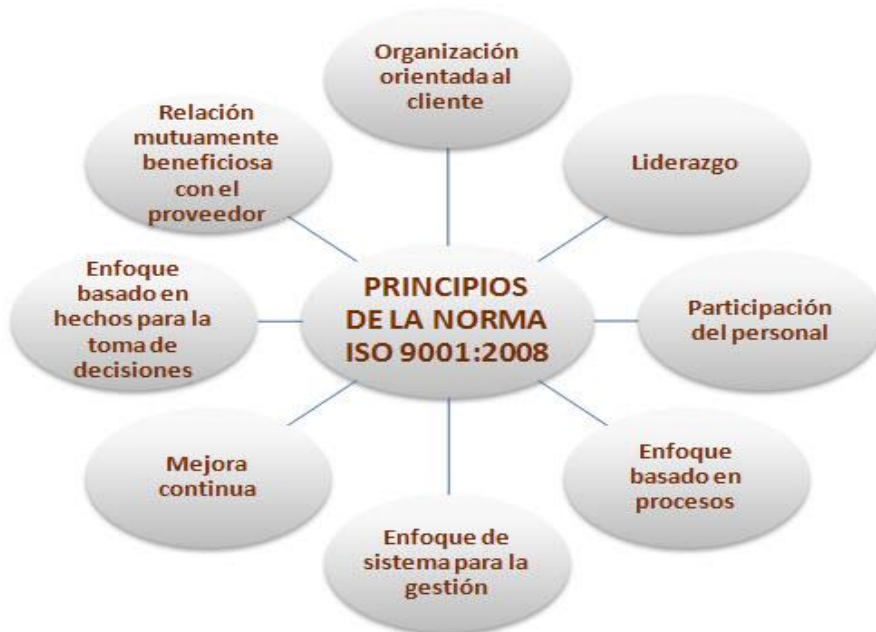 Organización
orientada al
cliente
Liderazgo
Participación
del personal
Enfoque
basado en
procesos
Enfoque de
sistema para la
gestión
Mejora
continua
Enfoque
basado en
hechos para la
toma de
decisiones
Relación
mutuamente
beneficiosa
con el
proveedor
PRINCIPIOS
DE LA NORMA
ISO 9001:2008